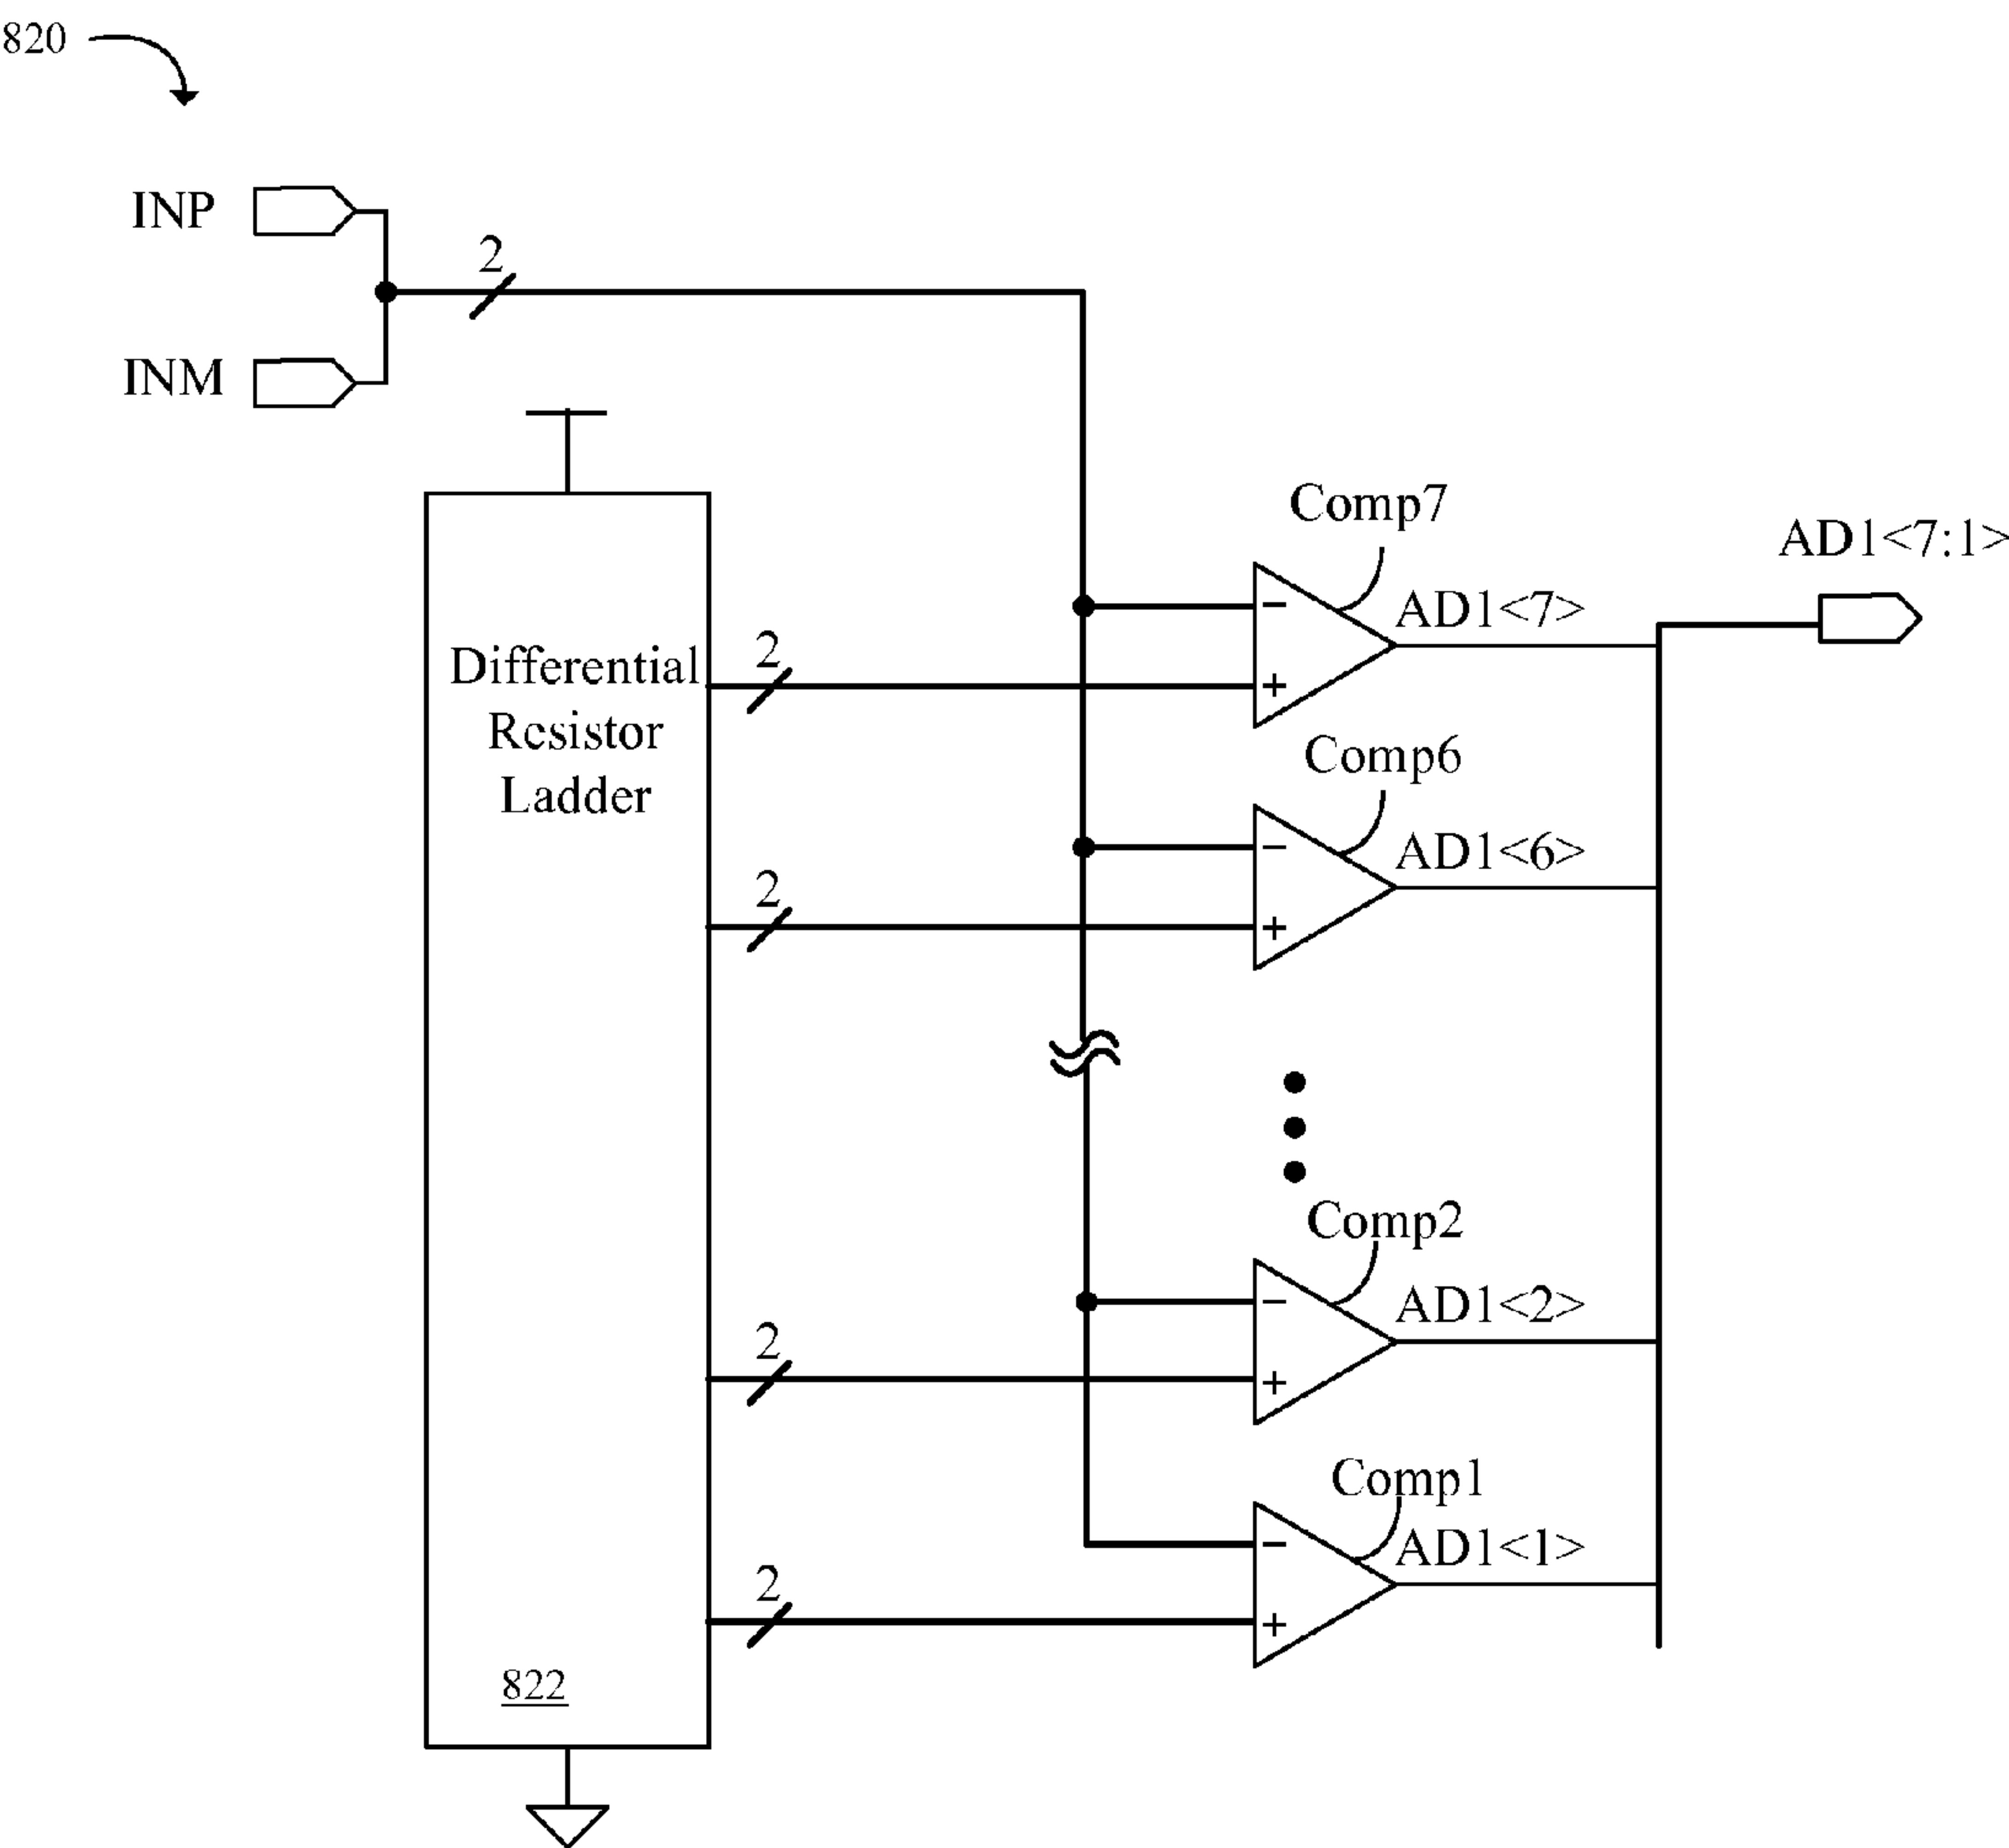 820
INP
2
INM
Comp7
AD1<7:1>
AD1<7>
−
2
Differential
Resistor
Ladder
+
Comp6
AD1<6>
−
2
+
Comp2
AD1<2>
−
2
+
Comp1
AD1<1>
−
2
+
822